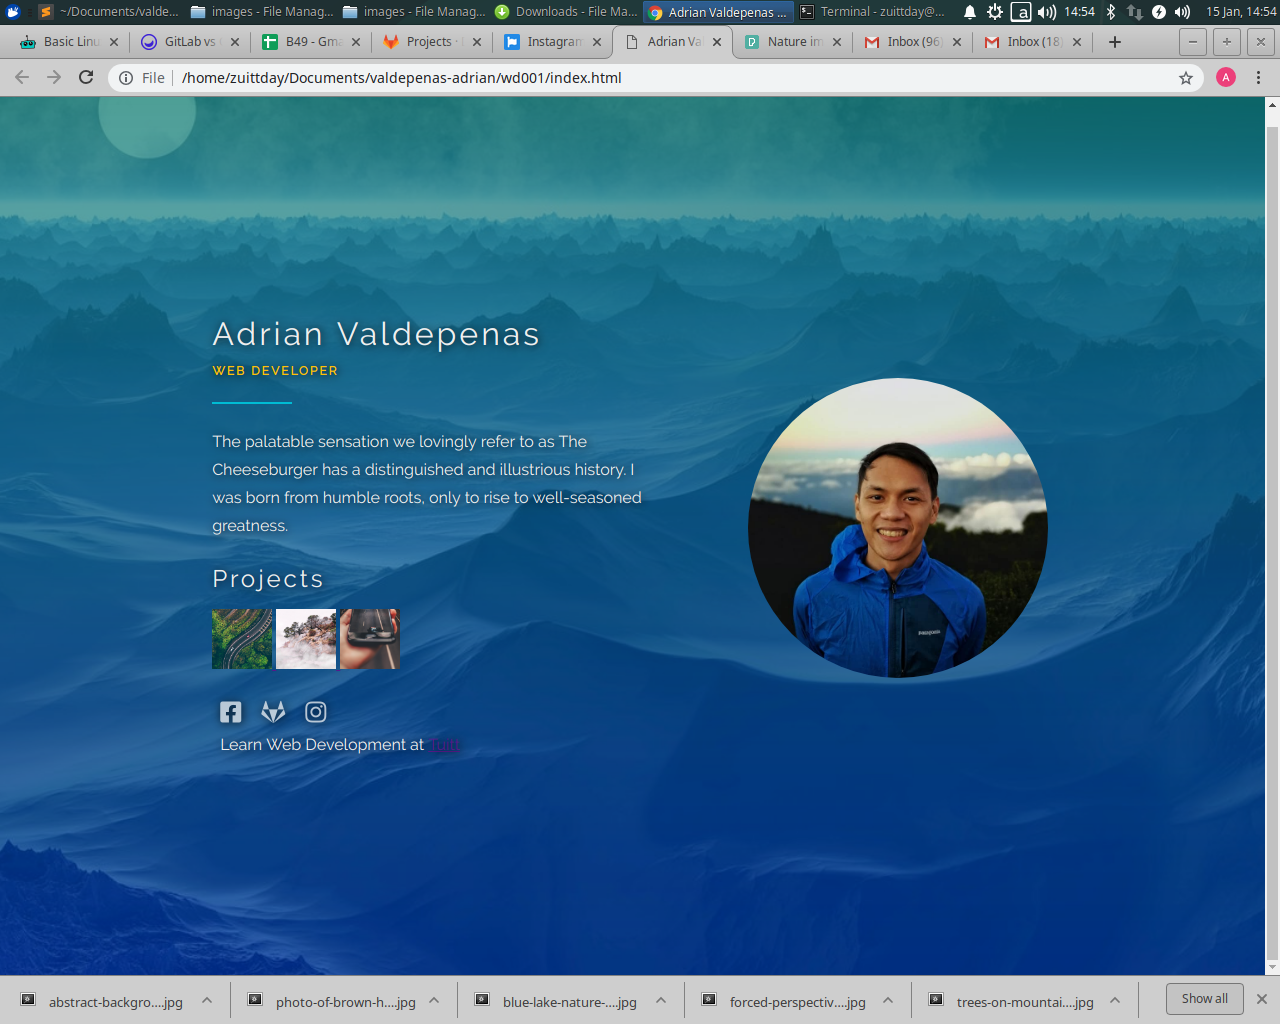 ~/Documents/valde...
images - File Manag...
images - File Manag...
Downloads - File Ma...
Adrian Valdepenas ...
Terminal - zuittday@...
14:54
15 Jan, 14:54
Basic Linu
GitLab vs
B49 - Gma
Projects ·
Instagram
Adrian Val
Nature im
Inbox (96)
Inbox (18)
File
/home/zuittday/Documents/valdepenas-adrian/wd001/index.html
A
Adrian Valdepenas
WEB DEVELOPER
The palatable sensation we lovingly refer to as The
Cheeseburger has a distinguished and illustrious history. I
was born from humble roots, only to rise to well-seasoned
greatness.
Projects
Learn Web Development at
patagonia
abstract-backgro....jpg
photo-of-brown-h....jpg
blue-lake-nature-....jpg
forced-perspectiv....jpg
trees-on-mountai....jpg
Show all